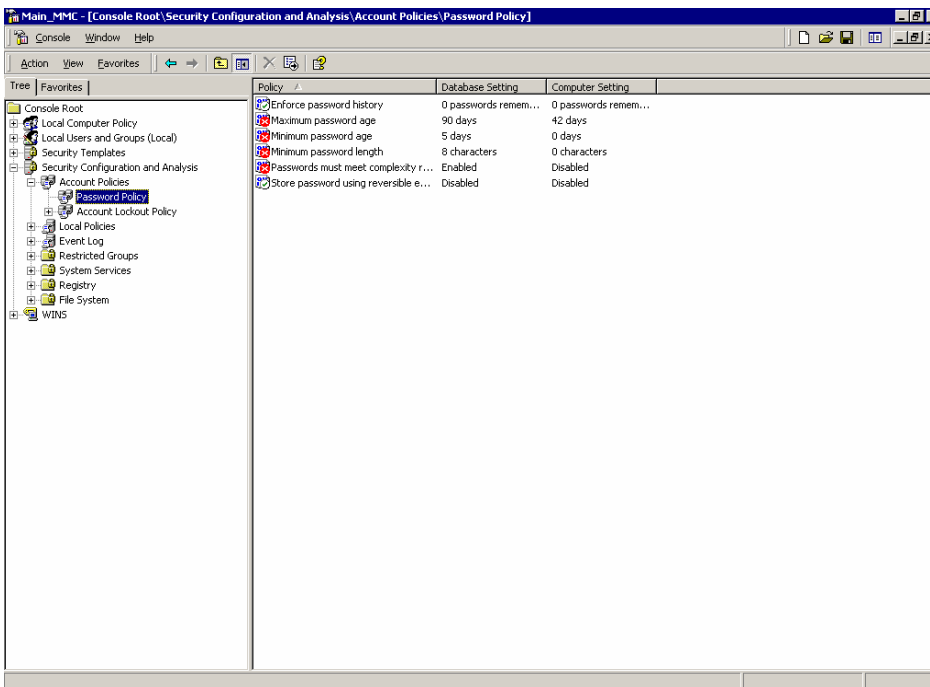 Main_MMC - [Console Root\Security Configuration and Analysis\Account Policies\Password Policy]
Console Window Help
Action View Favorites
Tree Favorites
Console Root
Local Computer Policy
Local Users and Groups (Local)
Security Templates
Security Configuration and Analysis
Account Policies
Password Policy
Account Lockout Policy
Local Policies
Event Log
Restricted Groups
System Services
Registry
File System
WINS
Policy Database Setting Computer Setting
Enforce password history 0 passwords remem... 0 passwords remem...
Maximum password age 90 days 42 days
Minimum password age 5 days 0 days
Minimum password length 8 characters 0 characters
Passwords must meet complexity r... Enabled Disabled
Store password using reversible e... Disabled Disabled